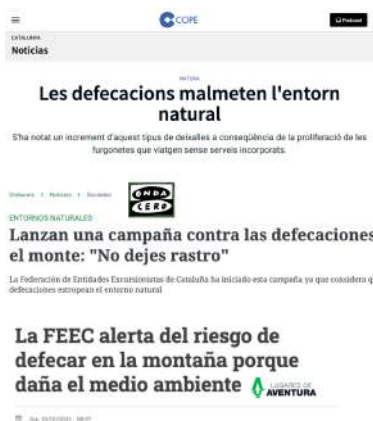 COPE
Podcast
CATALUNYA
Noticias
NATURA
Les defecacions malmeten l'entorn
natural
S'ha notat un increment d'aquest tipus de deixalles a conseqüència de la proliferació de les
furgonetes que viatgen sense serveis incorporats.
Ondacero › Noticias › Sociedad
ONDA
CERO
ENTORNOS NATURALES
Lanzan una campaña contra las defecaciones
el monte: "No dejes rastro"
La Federación de Entidades Excursionistas de Cataluña ha iniciado esta campaña ya que considera q
defecaciones estropean el entorno natural
La FEEC alerta del riesgo de
defecar en la montaña porque
daña el medio ambiente
LUGARES DE
AVENTURA